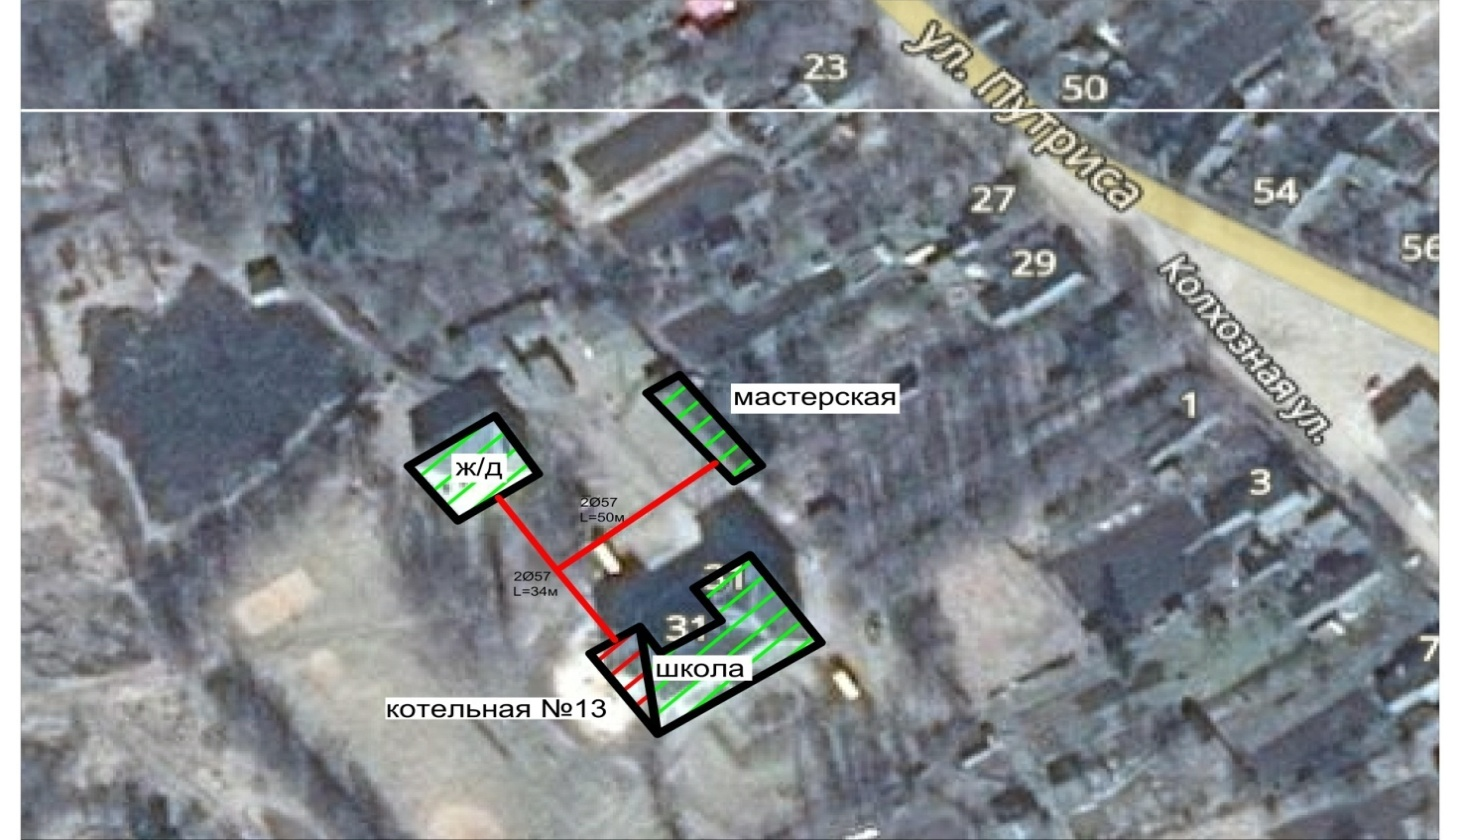 23
ул. Путриса
50
27
54
29
56
Колхозная ул.
мастерская
1
ж/д
3
2Ø57
L=50м
2Ø57
L=34м
31
31
7
школа
котельная №13